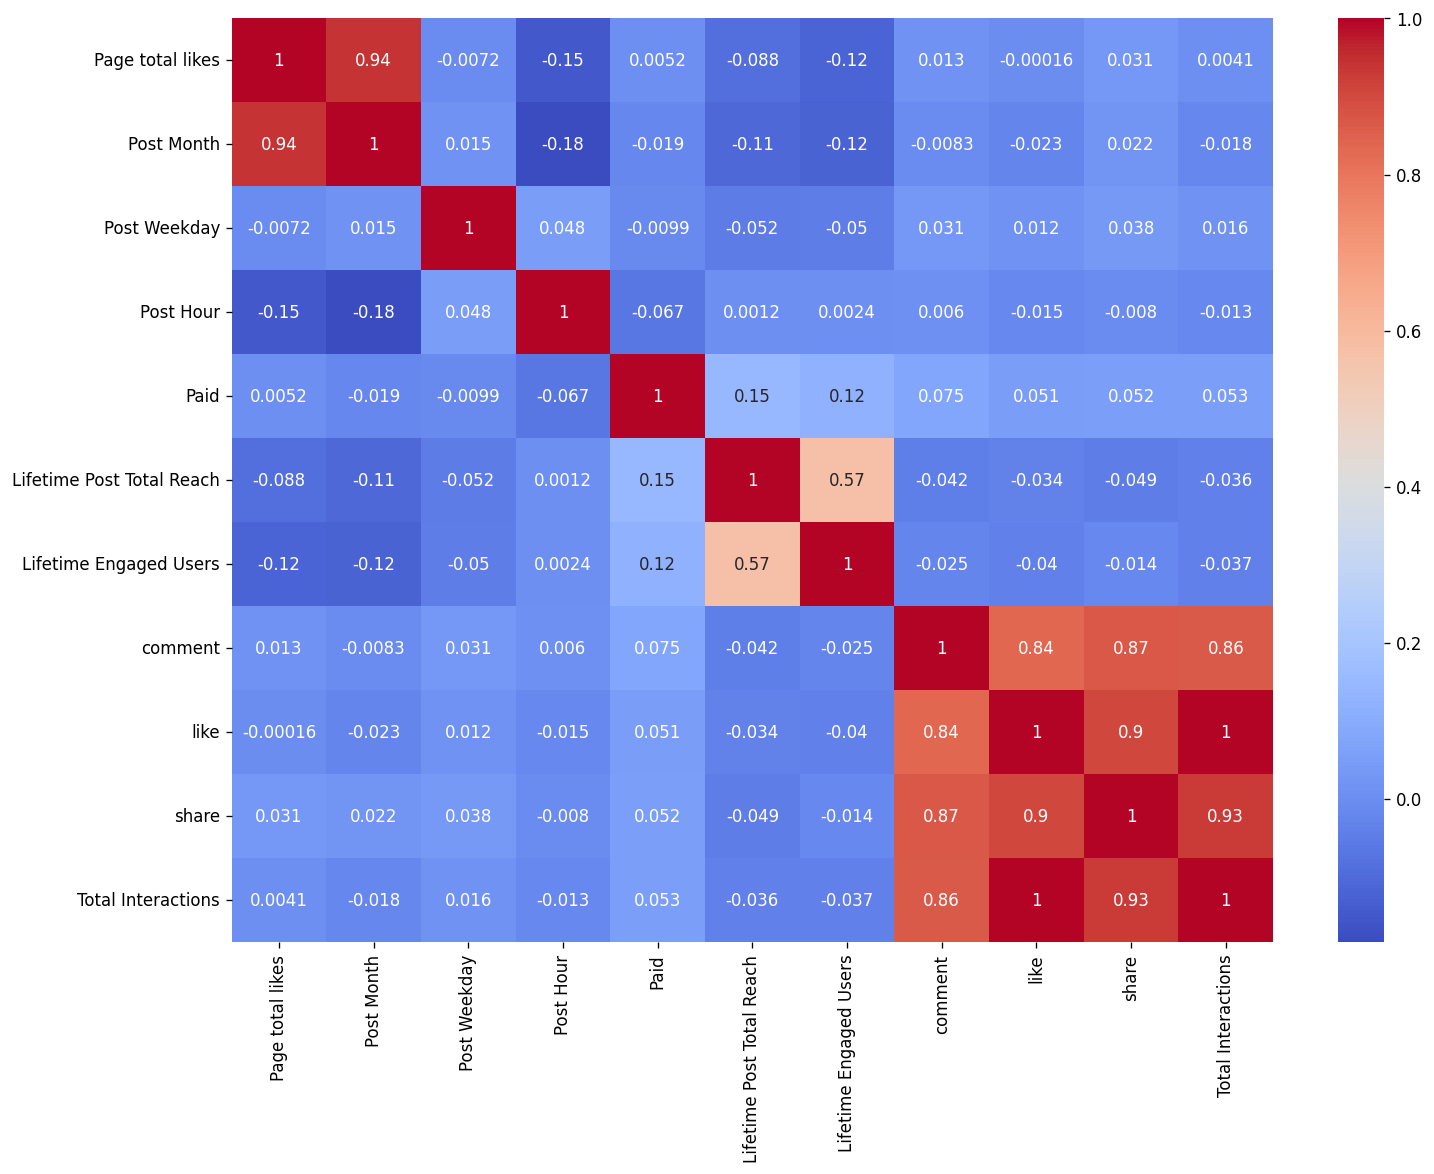 Page total likes 1 0.94 -0.0072 -0.15 0.0052 -0.088 -0.12 0.013 -0.00016 0.031 0.0041
Post Month 0.94 1 0.015 -0.18 -0.019 -0.11 -0.12 -0.0083 -0.023 0.022 -0.018
Post Weekday -0.0072 0.015 1 0.048 -0.0099 -0.052 -0.05 0.031 0.012 0.038 0.016
Post Hour -0.15 -0.18 0.048 1 -0.067 0.0012 0.0024 0.006 -0.015 -0.008 -0.013
Paid 0.0052 -0.019 -0.0099 -0.067 1 0.15 0.12 0.075 0.051 0.052 0.053
Lifetime Post Total Reach -0.088 -0.11 -0.052 0.0012 0.15 1 0.57 -0.042 -0.034 -0.049 -0.036
Lifetime Engaged Users -0.12 -0.12 -0.05 0.0024 0.12 0.57 1 -0.025 -0.04 -0.014 -0.037
comment 0.013 -0.0083 0.031 0.006 0.075 -0.042 -0.025 1 0.84 0.87 0.86
like -0.00016 -0.023 0.012 -0.015 0.051 -0.034 -0.04 0.84 1 0.9 1
share 0.031 0.022 0.038 -0.008 0.052 -0.049 -0.014 0.87 0.9 1 0.93
Total Interactions 0.0041 -0.018 0.016 -0.013 0.053 -0.036 -0.037 0.86 1 0.93 1
Page total likes
Post Month
Post Weekday
Post Hour
Paid
Lifetime Post Total Reach
Lifetime Engaged Users
comment
like
share
Total Interactions
1.0
0.8
0.6
0.4
0.2
0.0